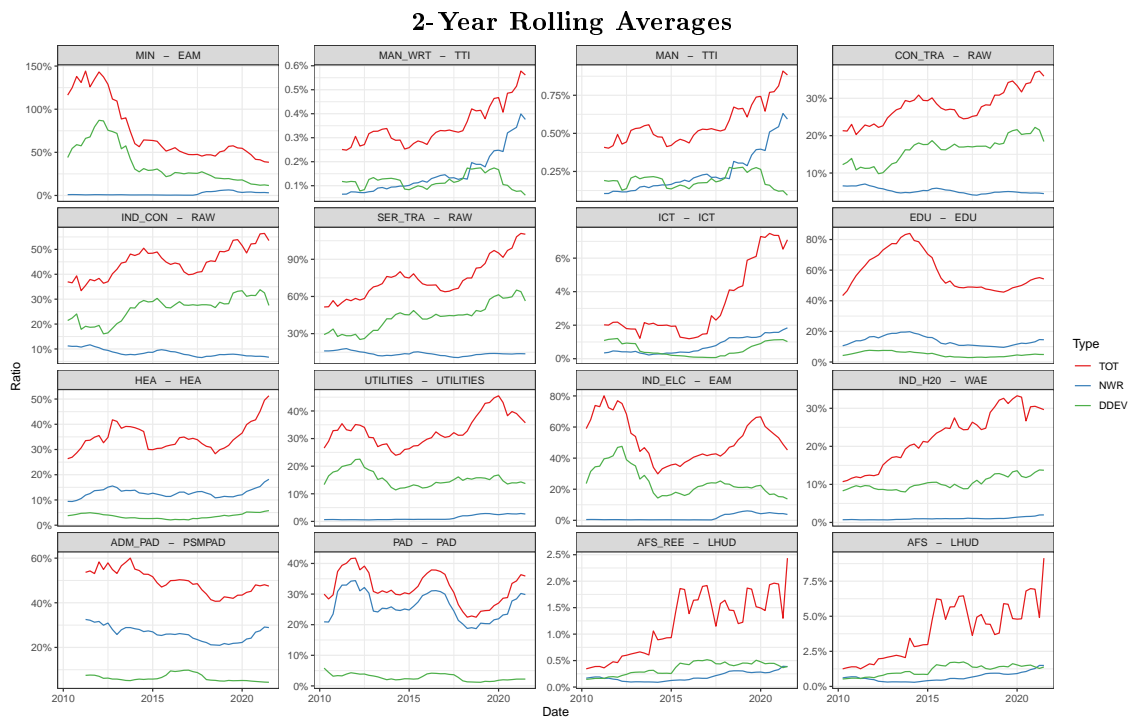 2-Year Rolling Averages
MIN – EAM
MAN_WRT – TTI
MAN – TTI
CON_TRA – RAW
150%
100%
50%
0%
0.6%
0.5%
0.4%
0.3%
0.2%
0.1%
0.75%
0.50%
0.25%
30%
20%
10%
IND_CON – RAW
SER_TRA – RAW
ICT – ICT
EDU – EDU
50%
40%
30%
20%
10%
90%
60%
30%
6%
4%
2%
0%
80%
60%
40%
20%
0%
HEA – HEA
UTILITIES – UTILITIES
IND_ELC – EAM
IND_H20 – WAE
50%
40%
30%
20%
10%
0%
40%
30%
20%
10%
0%
80%
60%
40%
20%
0%
30%
20%
10%
0%
ADM_PAD – PSMPAD
PAD – PAD
AFS_REE – LHUD
AFS – LHUD
60%
40%
20%
40%
30%
20%
10%
0%
2.5%
2.0%
1.5%
1.0%
0.5%
0.0%
7.5%
5.0%
2.5%
0.0%
2010 2015 2020
2010 2015 2020
2010 2015 2020
2010 2015 2020
Date
Ratio
Type
TOT
NWR
DDEV